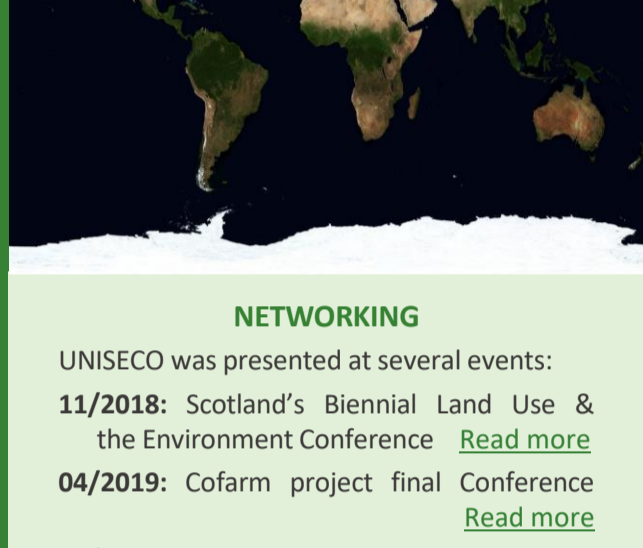 NETWORKING
UNISECO was presented at several events:
11/2018: Scotland's Biennial Land Use &
the Environment Conference Read more
04/2019: Cofarm project final Conference
Read more